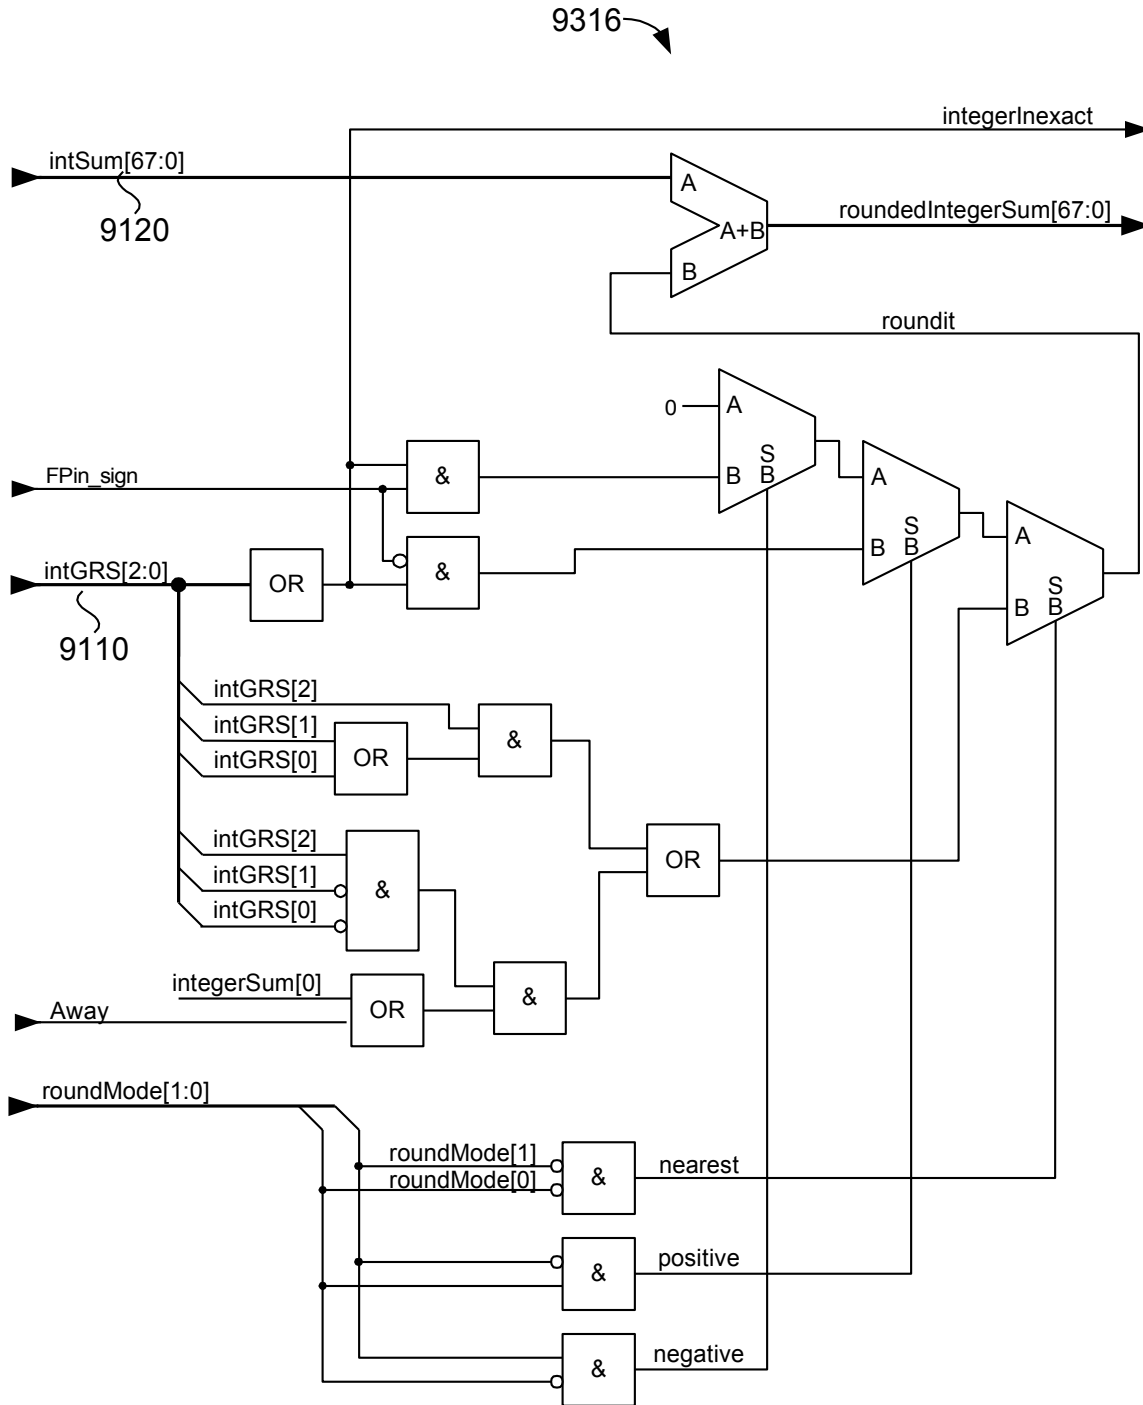 9316
integerInexact
intSum[67:0]
9120
A
A+B
B
roundedIntegerSum[67:0]
roundit
0
A
S
B
B
FPin_sign
&
A
S
B
B
intGRS[2:0]
9110
OR
&
A
S
B
B
intGRS[2]
intGRS[1]
intGRS[0]
OR
&
intGRS[2]
intGRS[1]
intGRS[0]
&
OR
integerSum[0]
Away
OR
&
roundMode[1:0]
roundMode[1]
roundMode[0]
&
nearest
&
positive
&
negative